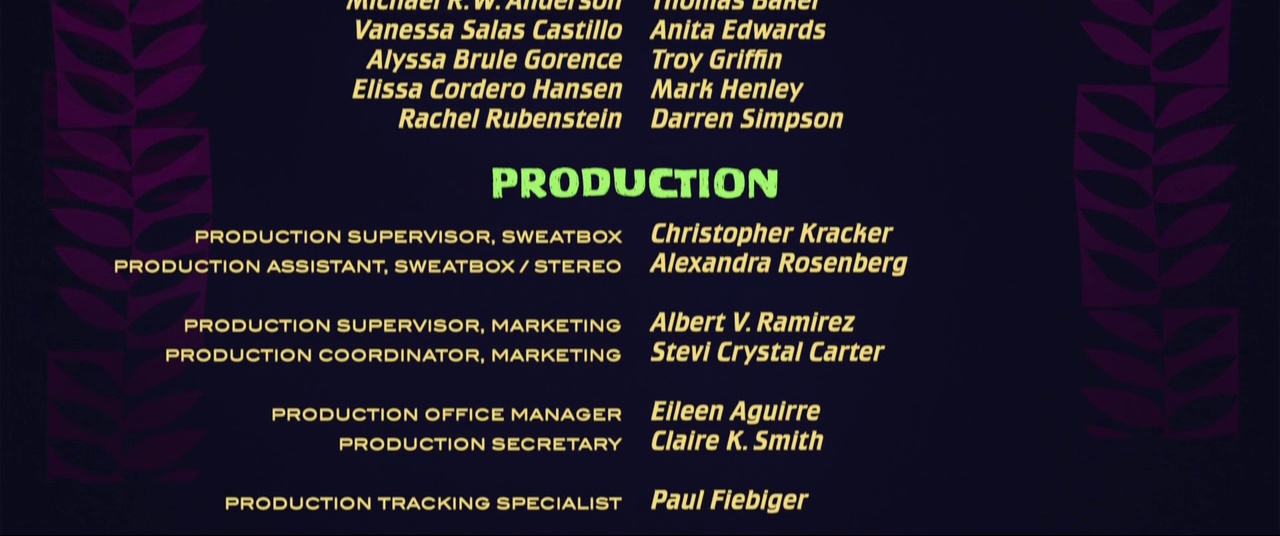 Michael R.W. Anderson Thomas Baker
Vanessa Salas Castillo Anita Edwards
Alyssa Brule Gorence Troy Griffin
Elissa Cordero Hansen Mark Henley
Rachel Rubenstein Darren Simpson
PRODUCTION
PRODUCTION SUPERVISOR, SWEATBOX Christopher Kracker
PRODUCTION ASSISTANT, SWEATBOX / STEREO Alexandra Rosenberg
PRODUCTION SUPERVISOR, MARKETING Albert V. Ramirez
PRODUCTION COORDINATOR, MARKETING Stevi Crystal Carter
PRODUCTION OFFICE MANAGER Eileen Aguirre
PRODUCTION SECRETARY Claire K. Smith
PRODUCTION TRACKING SPECIALIST Paul Fiebiger